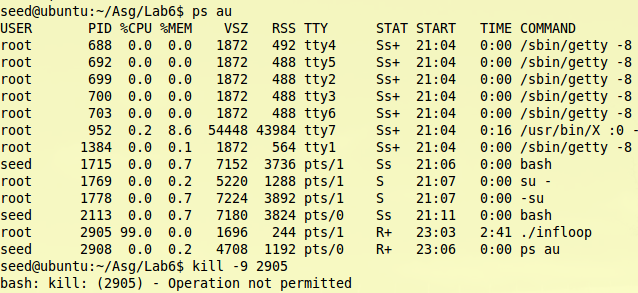 seed@ubuntu:~/Asg/Lab6$ ps au
USER       PID %CPU %MEM    VSZ   RSS TTY      STAT START   TIME COMMAND
root       688  0.0  0.0   1872   492 tty4     Ss+  21:04   0:00 /sbin/getty -8
root       692  0.0  0.0   1872   488 tty5     Ss+  21:04   0:00 /sbin/getty -8
root       699  0.0  0.0   1872   488 tty2     Ss+  21:04   0:00 /sbin/getty -8
root       700  0.0  0.0   1872   488 tty3     Ss+  21:04   0:00 /sbin/getty -8
root       703  0.0  0.0   1872   488 tty6     Ss+  21:04   0:00 /sbin/getty -8
root       952  0.2  8.6  54448 43984 tty7     Ss+  21:04   0:16 /usr/bin/X :0 -
root      1384  0.0  0.1   1872   564 tty1     Ss+  21:04   0:00 /sbin/getty -8
seed      1715  0.0  0.7   7152  3736 pts/1    Ss   21:06   0:00 bash
root      1769  0.0  0.2   5220  1288 pts/1    S    21:07   0:00 su -
root      1778  0.0  0.7   7224  3892 pts/1    S    21:07   0:00 -su
seed      2113  0.0  0.7   7180  3824 pts/0    Ss   21:11   0:00 bash
root      2905 99.0  0.0   1696   244 pts/1    R+   23:03   2:41 ./infloop
seed      2908  0.0  0.2   4708  1192 pts/0    R+   23:06   0:00 ps au
seed@ubuntu:~/Asg/Lab6$ kill -9 2905
bash: kill: (2905) - Operation not permitted